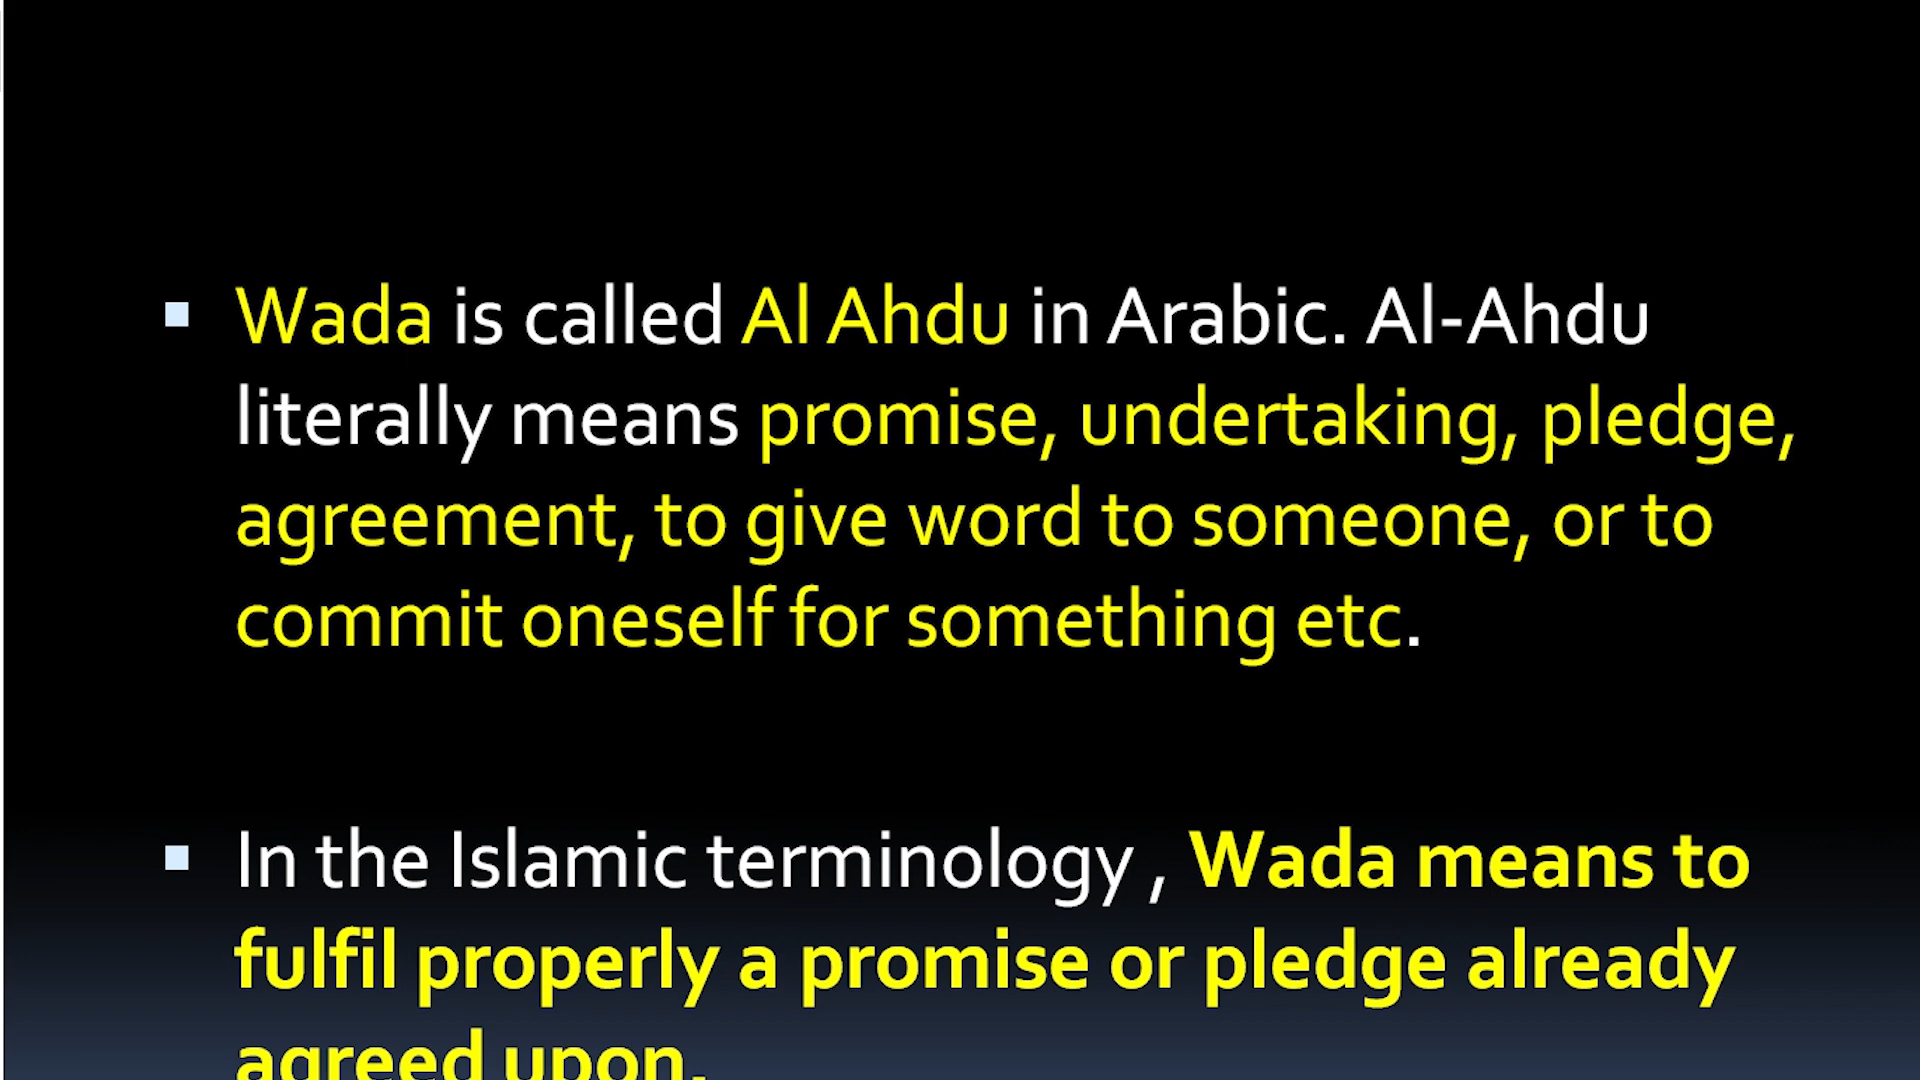 Wada is called Al Ahdu in Arabic. Al-Ahdu
literally means promise, undertaking, pledge,
agreement, to give word to someone, or to
commit oneself for something etc.
In the Islamic terminology , Wada means to
fulfil properly a promise or pledge already
agreed upon.